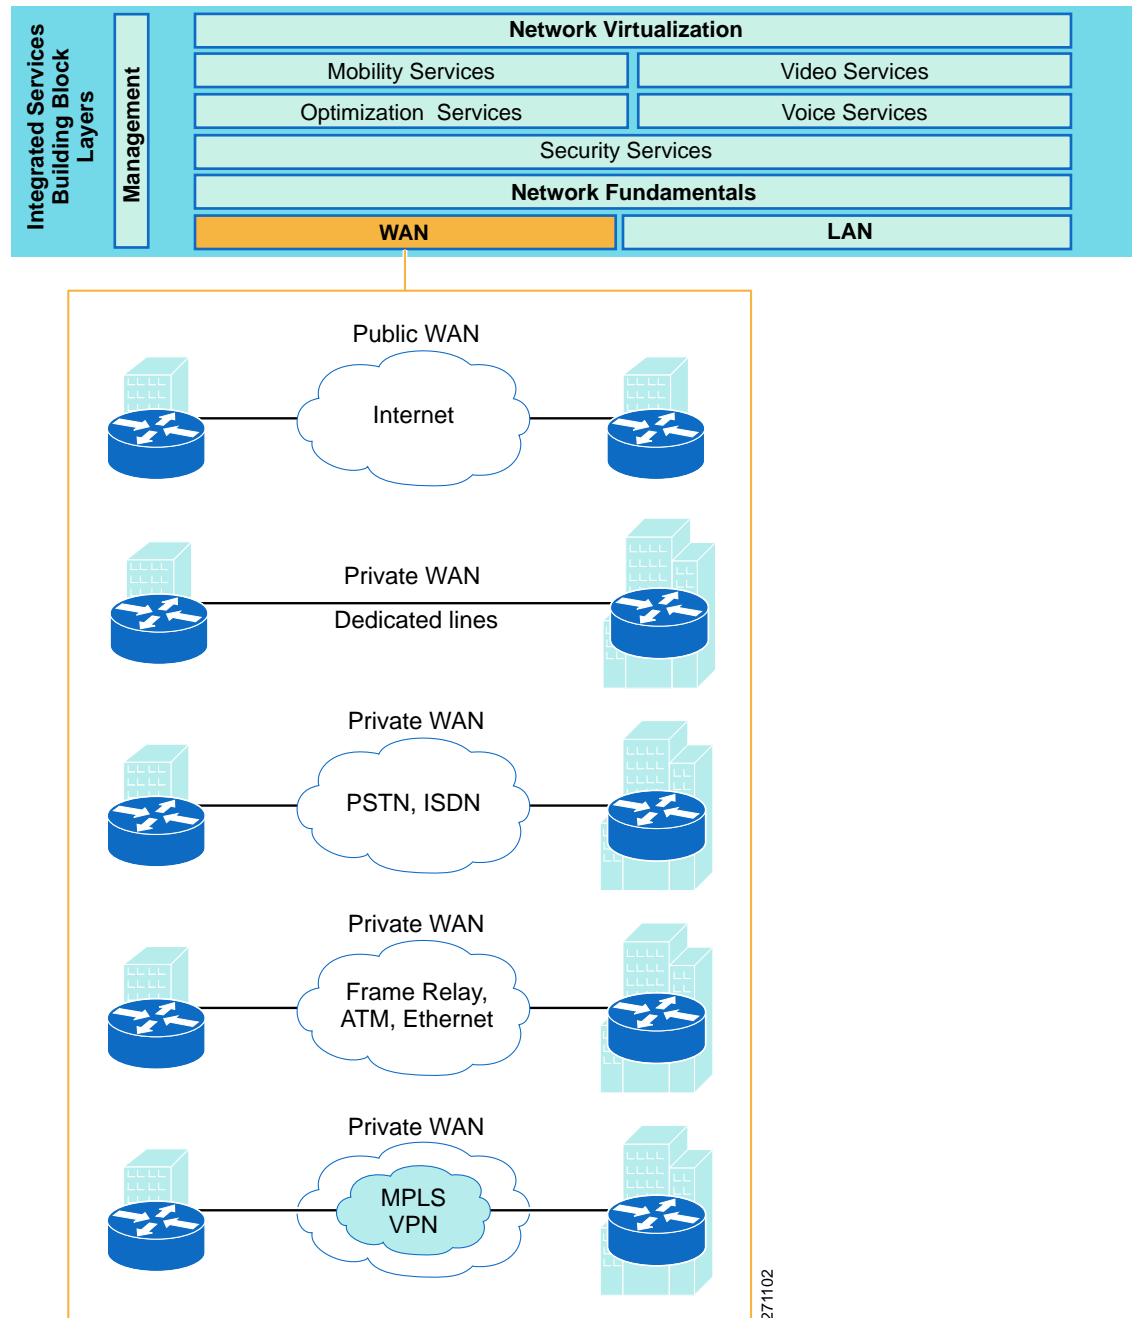 Integrated Services
Building Block
Layers
Management
Network Virtualization
Mobility Services
Video Services
Optimization Services
Voice Services
Security Services
Network Fundamentals
WAN
LAN
Public WAN
Internet
Private WAN
Dedicated lines
Private WAN
PSTN, ISDN
Private WAN
Frame Relay,
ATM, Ethernet
Private WAN
MPLS
VPN
271102